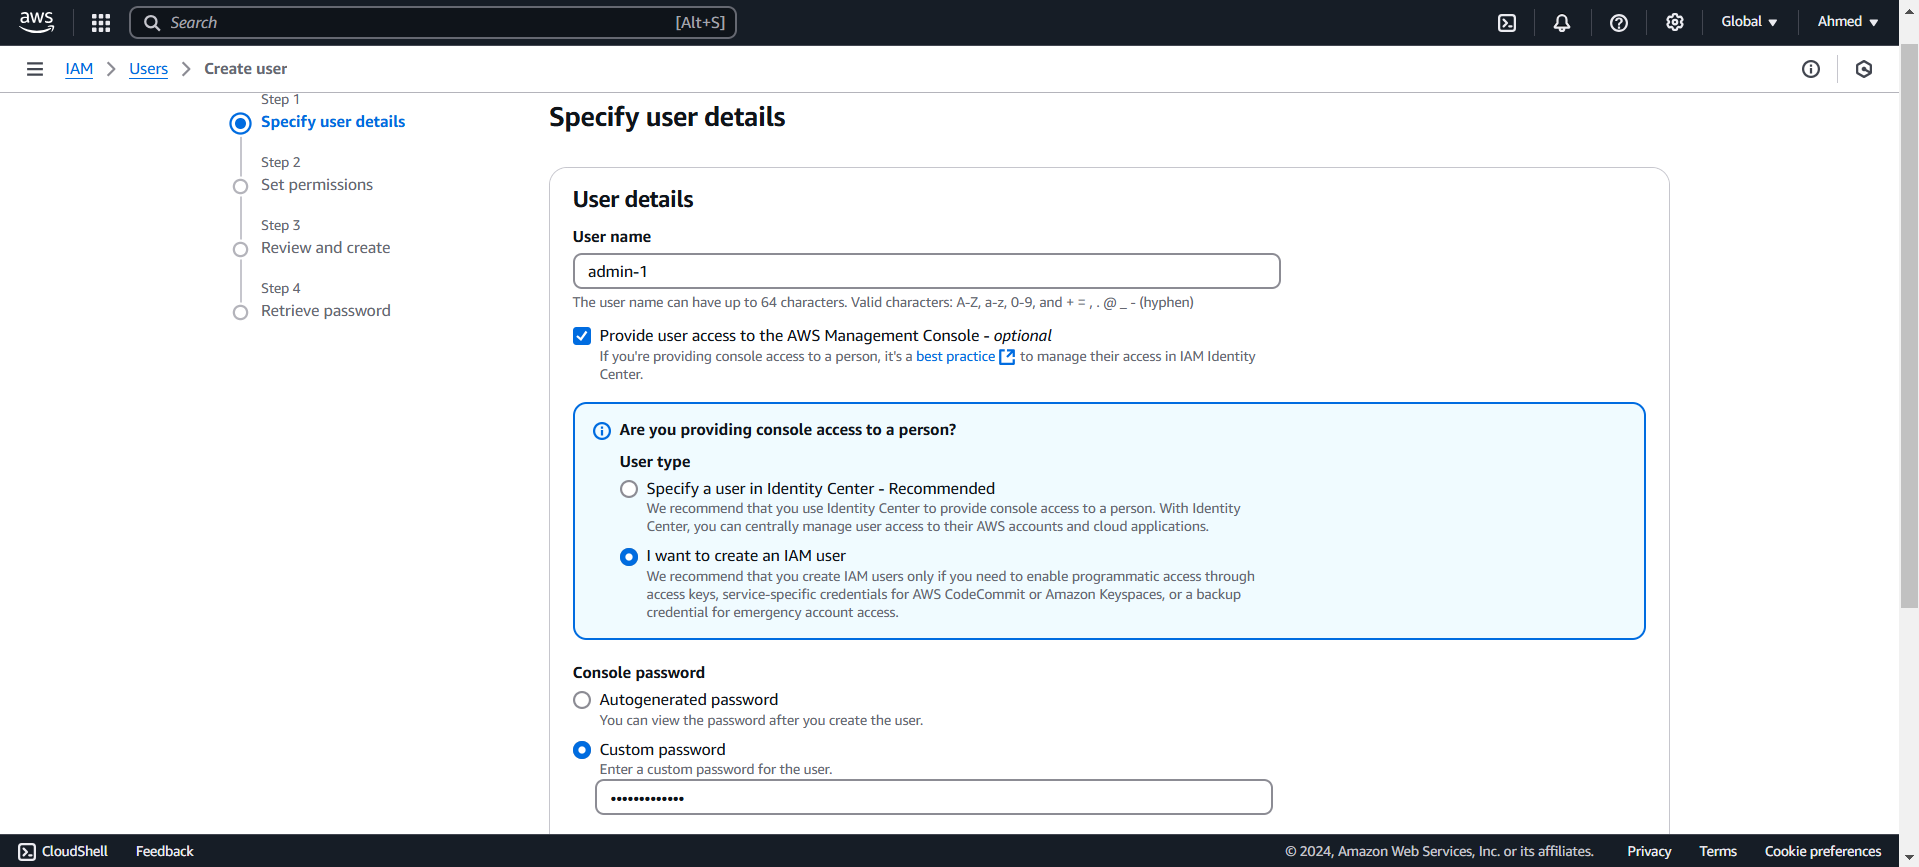 aws
Search [Alt+S]
Global
Ahmed
IAM
Users
Create user
Step 1
Specify user details
Step 2
Set permissions
Step 3
Review and create
Step 4
Retrieve password
Specify user details
User details
User name
admin-1
The user name can have up to 64 characters. Valid characters: A-Z, a-z, 0-9, and + = , . @ _ - (hyphen)
Provide user access to the AWS Management Console - optional
If you're providing console access to a person, it's a best practice to manage their access in IAM Identity
Center.
Are you providing console access to a person?
User type
Specify a user in Identity Center - Recommended
We recommend that you use Identity Center to provide console access to a person. With Identity
Center, you can centrally manage user access to their AWS accounts and cloud applications.
I want to create an IAM user
We recommend that you create IAM users only if you need to enable programmatic access through
access keys, service-specific credentials for AWS CodeCommit or Amazon Keyspaces, or a backup
credential for emergency account access.
Console password
Autogenerated password
You can view the password after you create the user.
Custom password
Enter a custom password for the user.
•••••••••••••
CloudShell
Feedback
© 2024, Amazon Web Services, Inc. or its affiliates.
Privacy
Terms
Cookie preferences